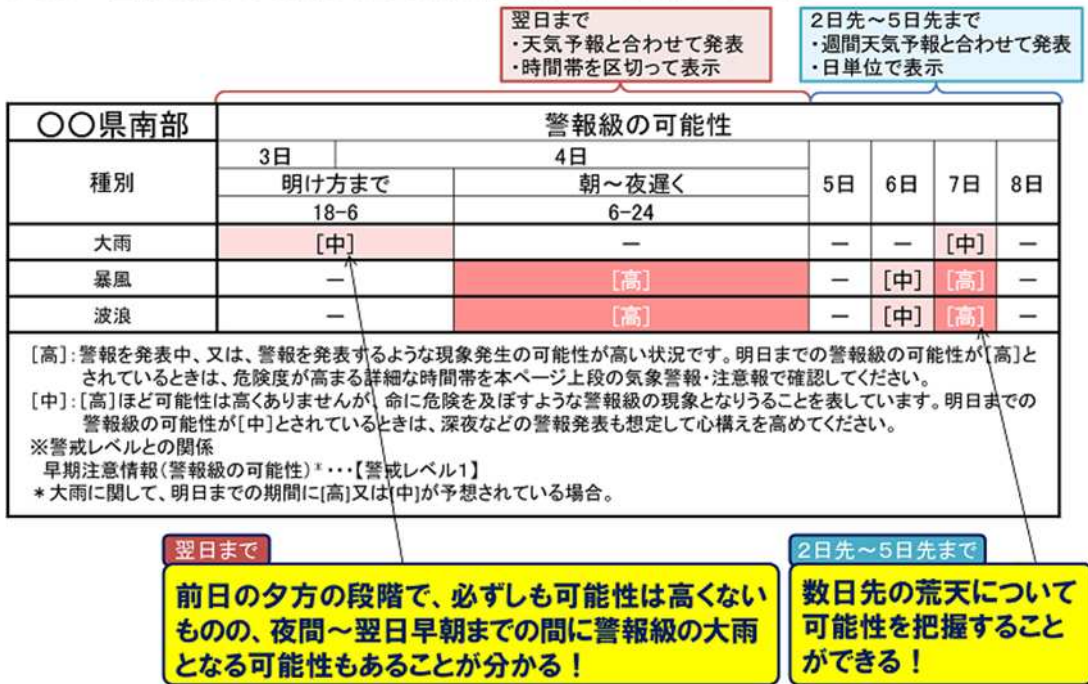 翌日まで
・天気予報と合わせて発表
・時間帯を区切って表示
2日先～5日先まで
・週間天気予報と合わせて発表
・日単位で表示
○○県南部
警報級の可能性
種別
3日
4日
明け方まで
朝～夜遅く
5日
6日
7日
8日
18-6
6-24
大雨
[中]
―
―
―
[中]
―
暴風
―
[高]
―
[中]
[高]
―
波浪
―
[高]
―
[中]
[高]
―
[高]:警報を発表中、又は、警報を発表するような現象発生の可能性が高い状況です。明日までの警報級の可能性が[高]と
されているときは、危険度が高まる詳細な時間帯を本ページ上段の気象警報・注意報で確認してください。
[中]:[高]ほど可能性は高くありませんが、命に危険を及ぼすような警報級の現象となりうることを表しています。明日までの
警報級の可能性が[中]とされているときは、深夜などの警報発表も想定して心構えを高めてください。
※警戒レベルとの関係
早期注意情報(警報級の可能性)*・・・【警戒レベル1】
*大雨に関して、明日までの期間に[高]又は[中]が予想されている場合。
翌日まで
前日の夕方の段階で、必ずしも可能性は高くない
ものの、夜間～翌日早朝までの間に警報級の大雨
となる可能性もあることが分かる！
2日先～5日先まで
数日先の荒天について
可能性を把握すること
ができる！